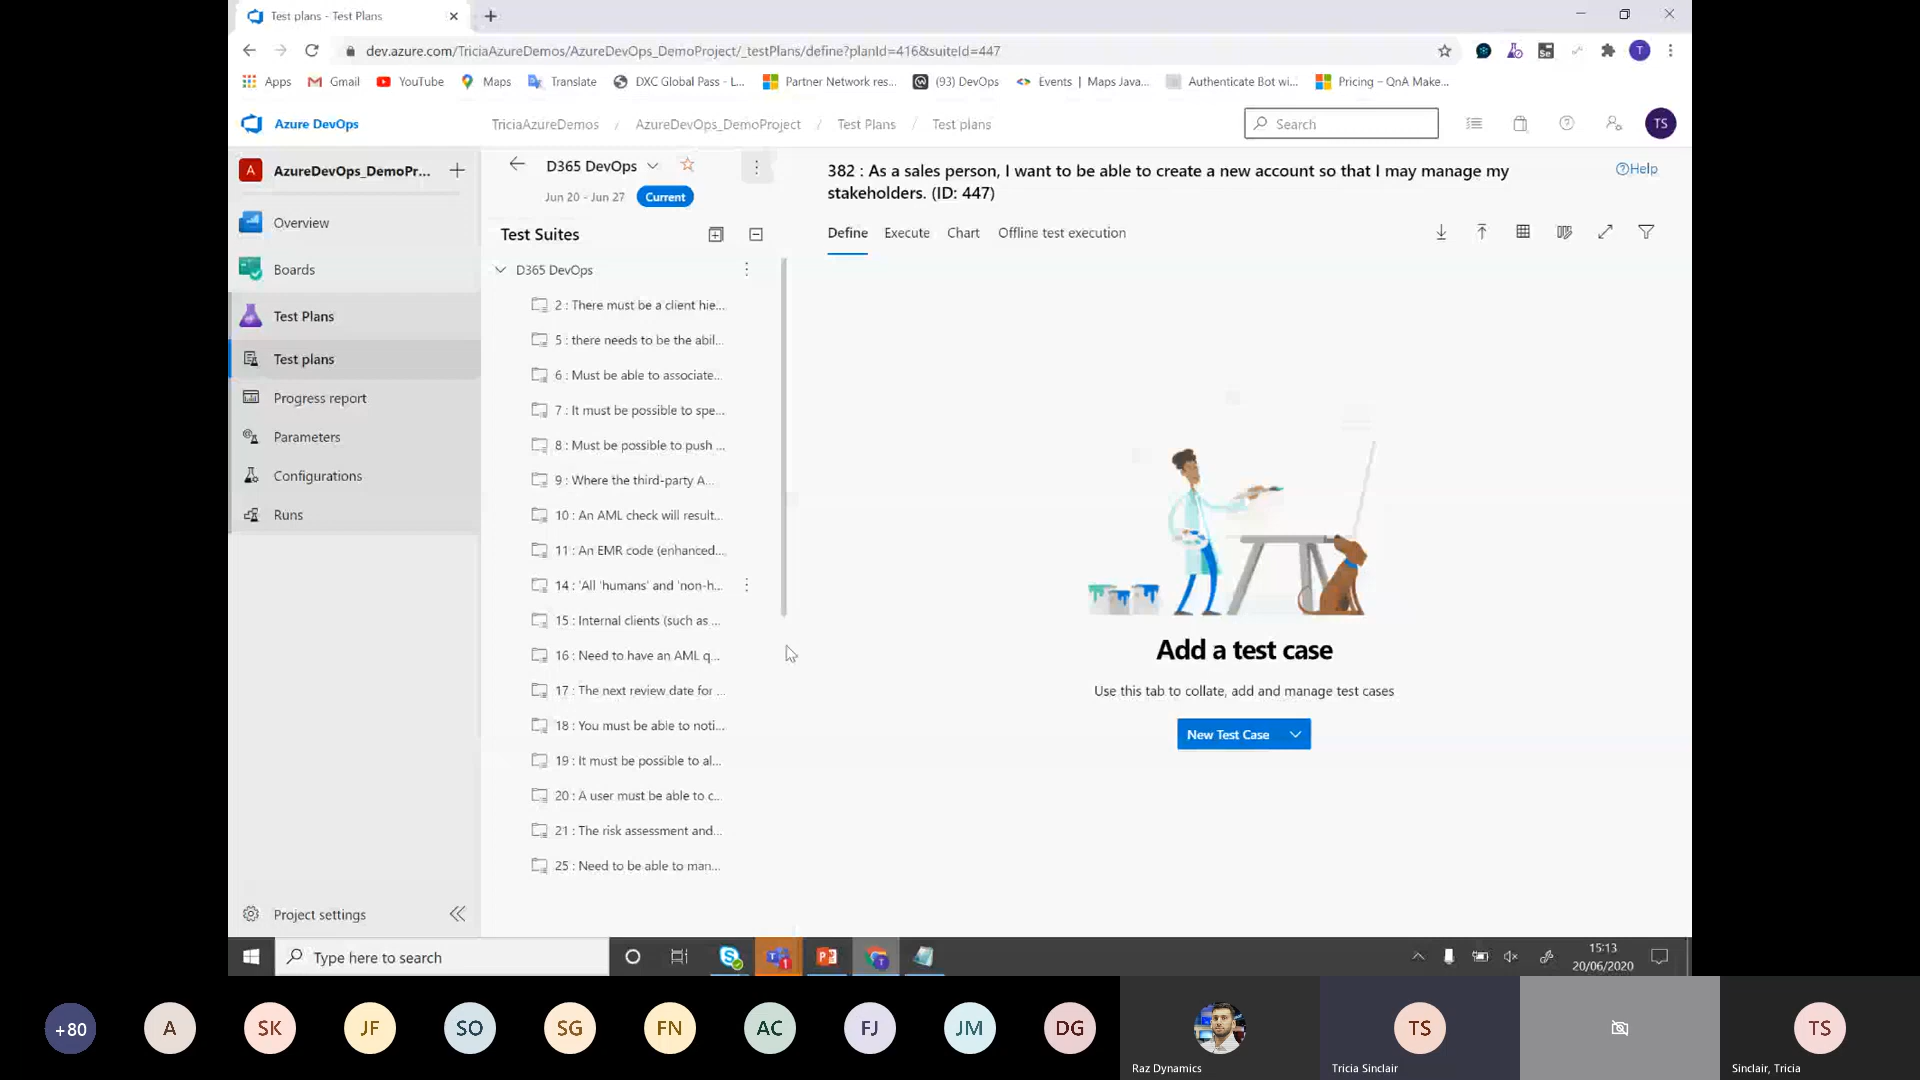 Test plans - Test Plans
dev.azure.com/TriciaAzureDemos/AzureDevOps_DemoProject/_testPlans/define?planId=416&suiteId=447
T
Apps
Gmail
YouTube
Maps
Translate
DXC Global Pass - L...
Partner Network res...
(93) DevOps
Events | Maps Java...
Authenticate Bot wi...
Pricing – QnA Make...
Azure DevOps
TriciaAzureDemos / AzureDevOps_DemoProject / Test Plans / Test plans
Search
TS
A
AzureDevOps_DemoPr...
Overview
Boards
Test Plans
Test plans
Progress report
Parameters
Configurations
Runs
Project settings
D365 DevOps
Jun 20 - Jun 27
Current
Test Suites
D365 DevOps
2 : There must be a client hie...
5 : there needs to be the abil...
6 : Must be able to associate...
7 : It must be possible to spe...
8 : Must be possible to push ...
9 : Where the third-party A...
10 : An AML check will result...
11 : An EMR code (enhanced...
14 : 'All 'humans' and 'non-h...
15 : Internal clients (such as ...
16 : Need to have an AML q...
17 : The next review date for ...
18 : You must be able to noti...
19 : It must be possible to al...
20 : A user must be able to c...
21 : The risk assessment and...
25 : Need to be able to man...
382 : As a sales person, I want to be able to create a new account so that I may manage my
stakeholders. (ID: 447)
Help
Define
Execute
Chart
Offline test execution
Add a test case
Use this tab to collate, add and manage test cases
New Test Case
Type here to search
15:13
20/06/2020
+80
A
SK
JF
SO
SG
FN
AC
FJ
JM
DG
Raz Dynamics
TS
Tricia Sinclair
TS
Sinclair, Tricia